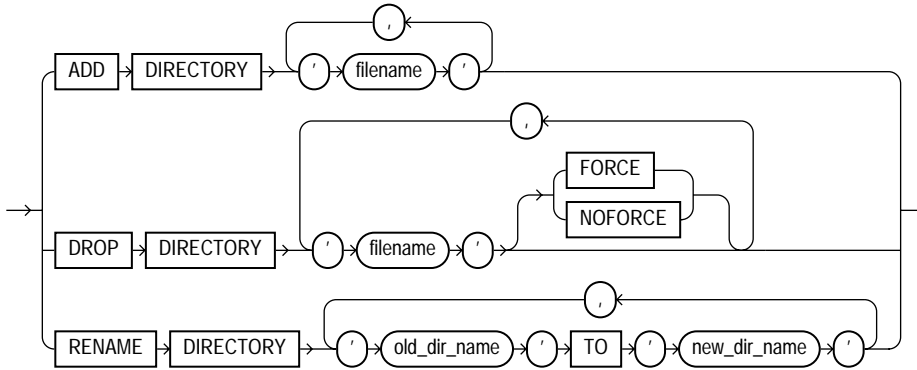 ,
ADD DIRECTORY ' filename '
,
FORCE
NOFORCE
DROP DIRECTORY ' filename '
,
RENAME DIRECTORY ' old_dir_name ' TO ' new_dir_name '